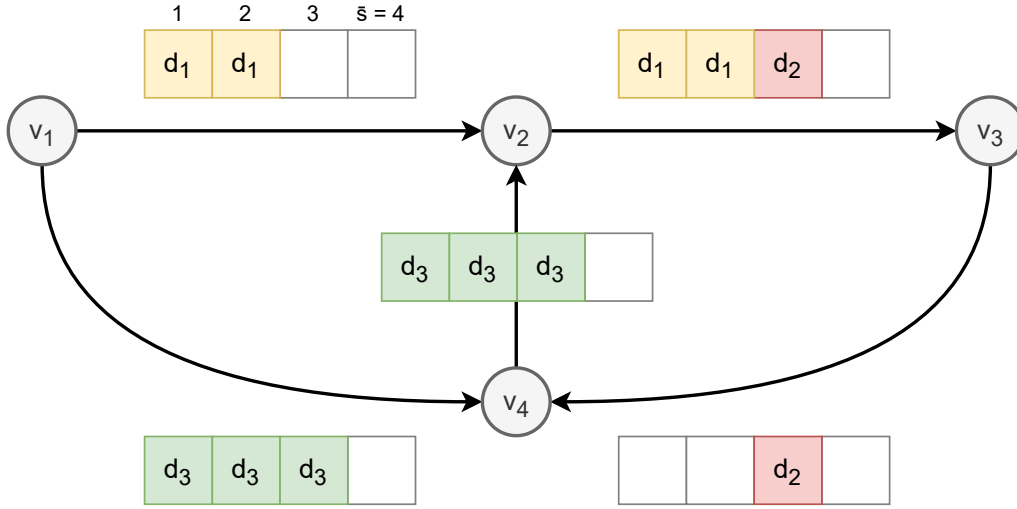 1 2 3 s̄ = 4
d₁ d₁
d₁ d₁ d₂
v₁
v₂
v₃
d₃ d₃ d₃
v₄
d₃ d₃ d₃
d₂